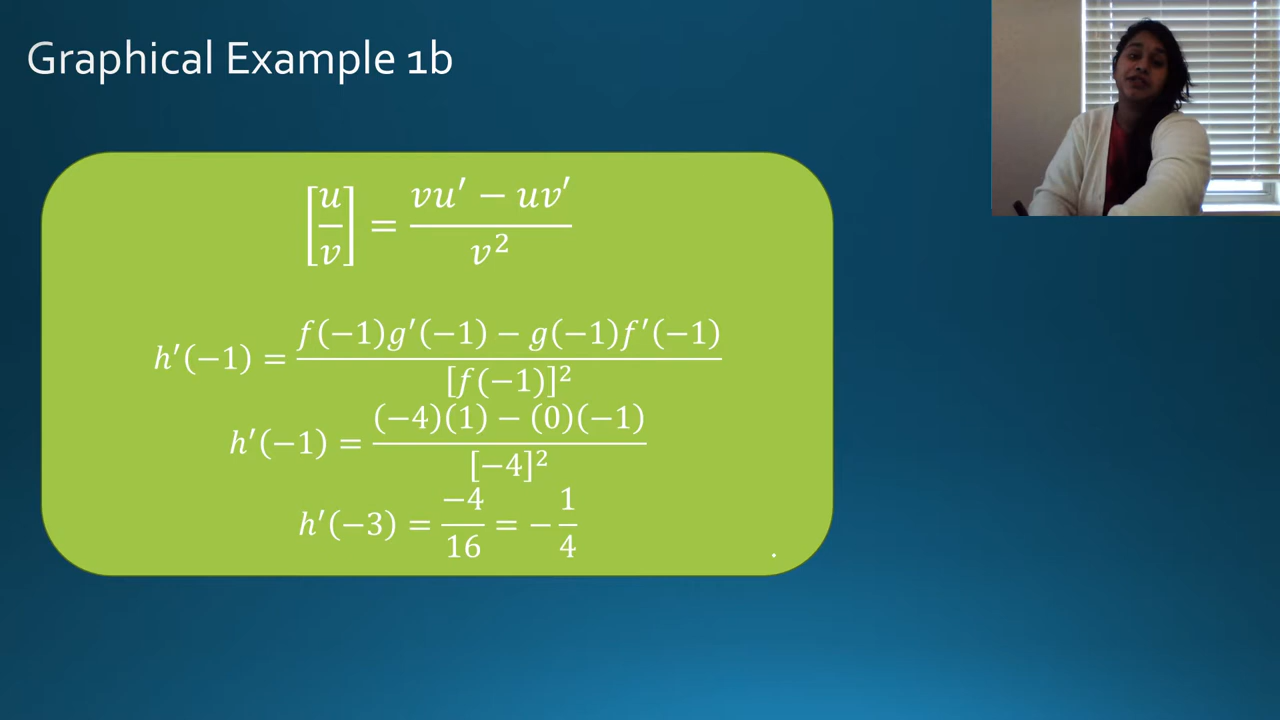 Graphical Example 1b
[u/v] = (vu′ − uv′)/v²
h′(−1) = (f(−1)g′(−1) − g(−1)f′(−1))/[f(−1)]²
h′(−1) = ((−4)(1) − (0)(−1))/[−4]²
h′(−3) = −4/16 = −1/4
.